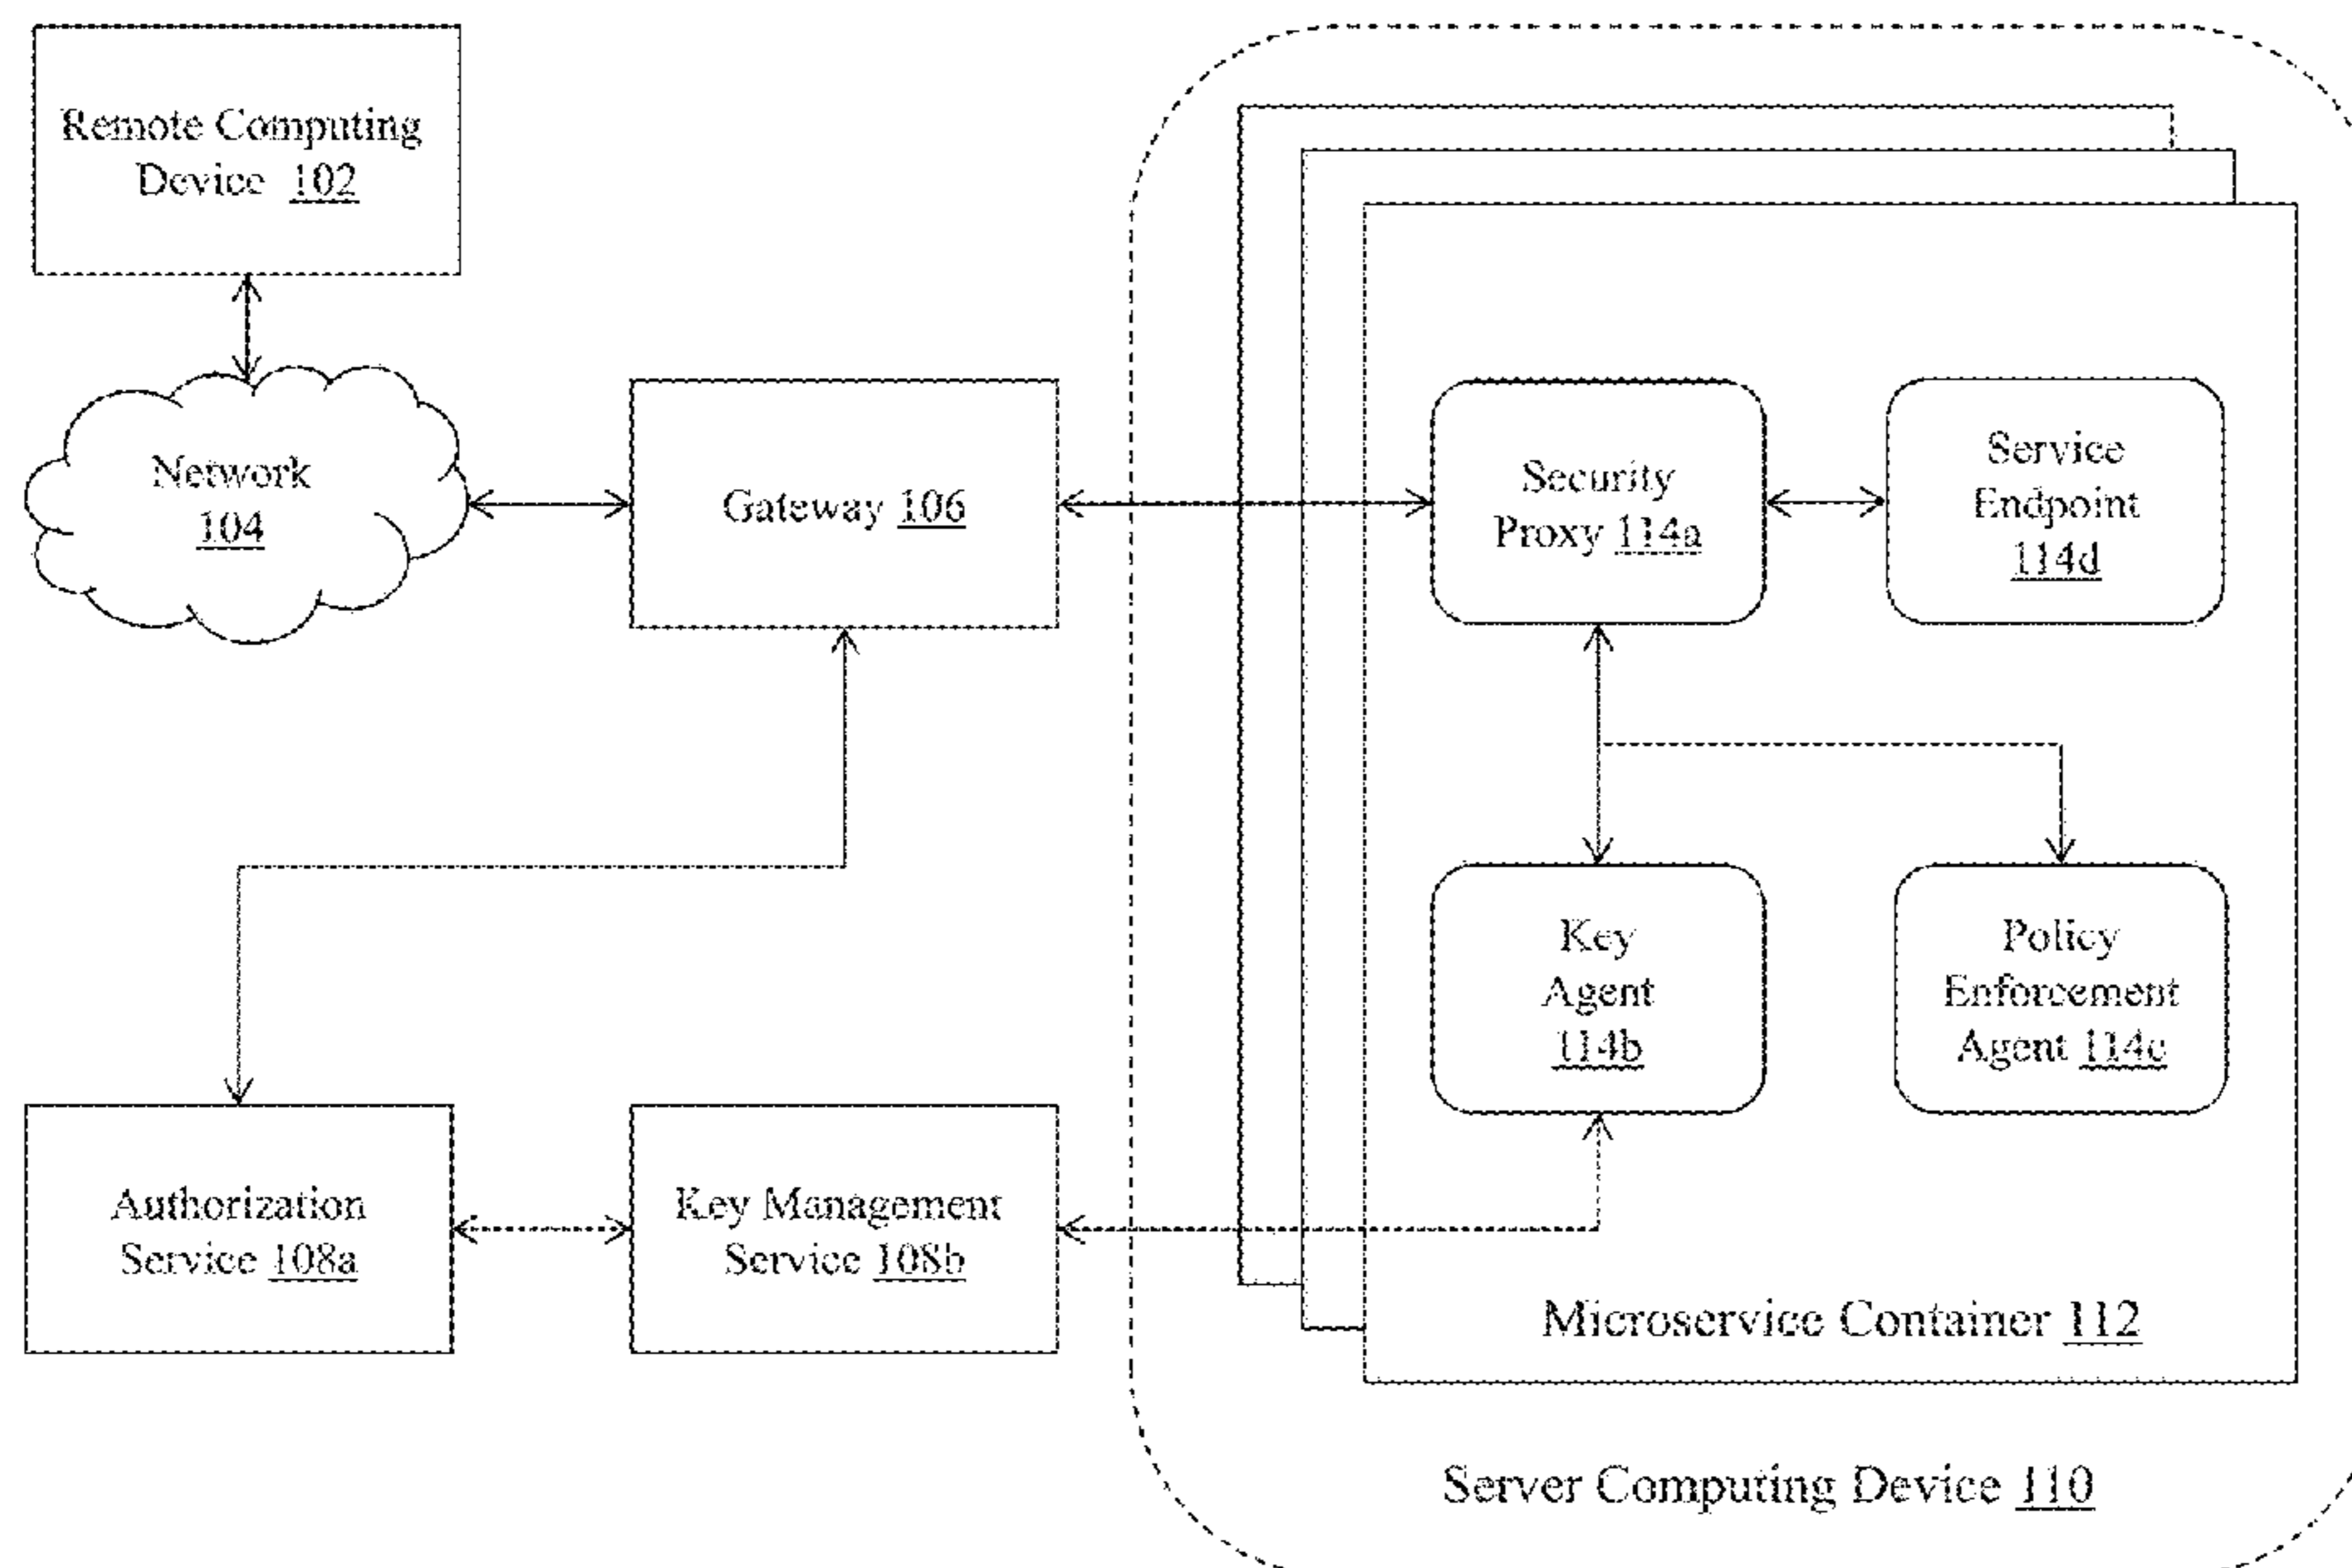 Remote Computing
Device 102
Network
104
Gateway 106
Security
Proxy 114a
Service
Endpoint
114d
Key
Agent
114b
Policy
Enforcement
Agent 114c
Authorization
Service 108a
Key Management
Service 108b
Microservice Container 112
Server Computing Device 110